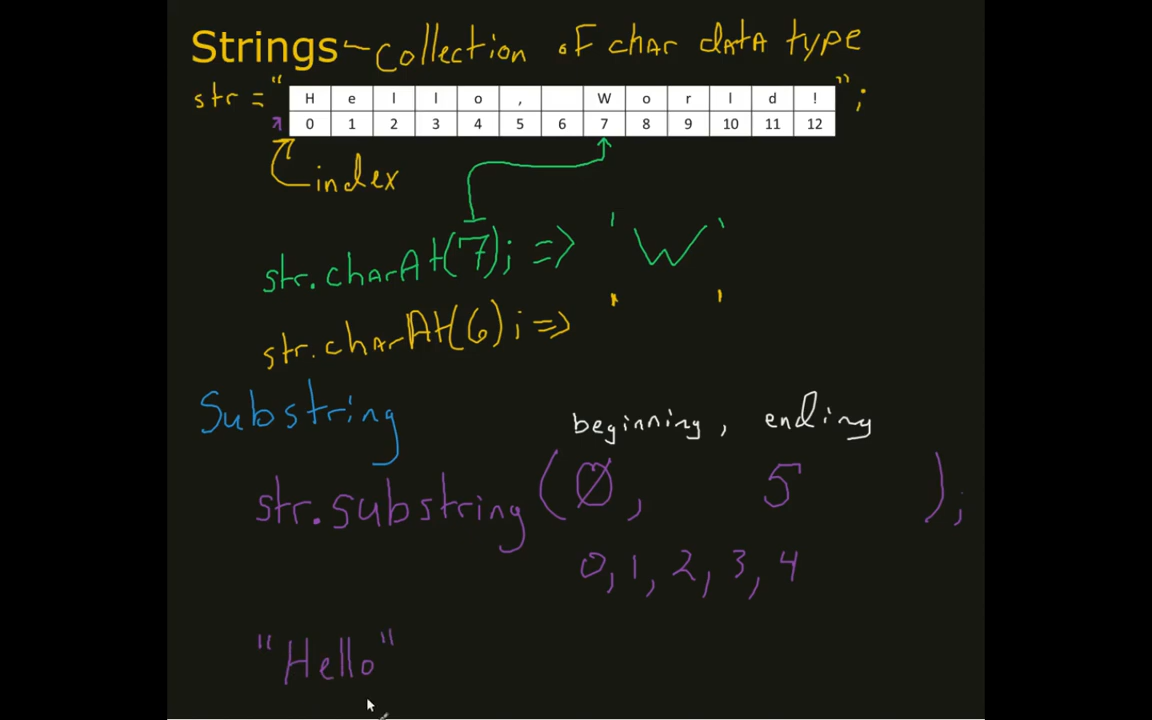 Strings - collection of char data type
str = " H e l l o , W o r l d ! ";
0 1 2 3 4 5 6 7 8 9 10 11 12
index
str.charAt(7); => 'W'
str.charAt(6); => ' '
Substring
beginning, ending
str.substring(0, 5);
0, 1, 2, 3, 4
"Hello"